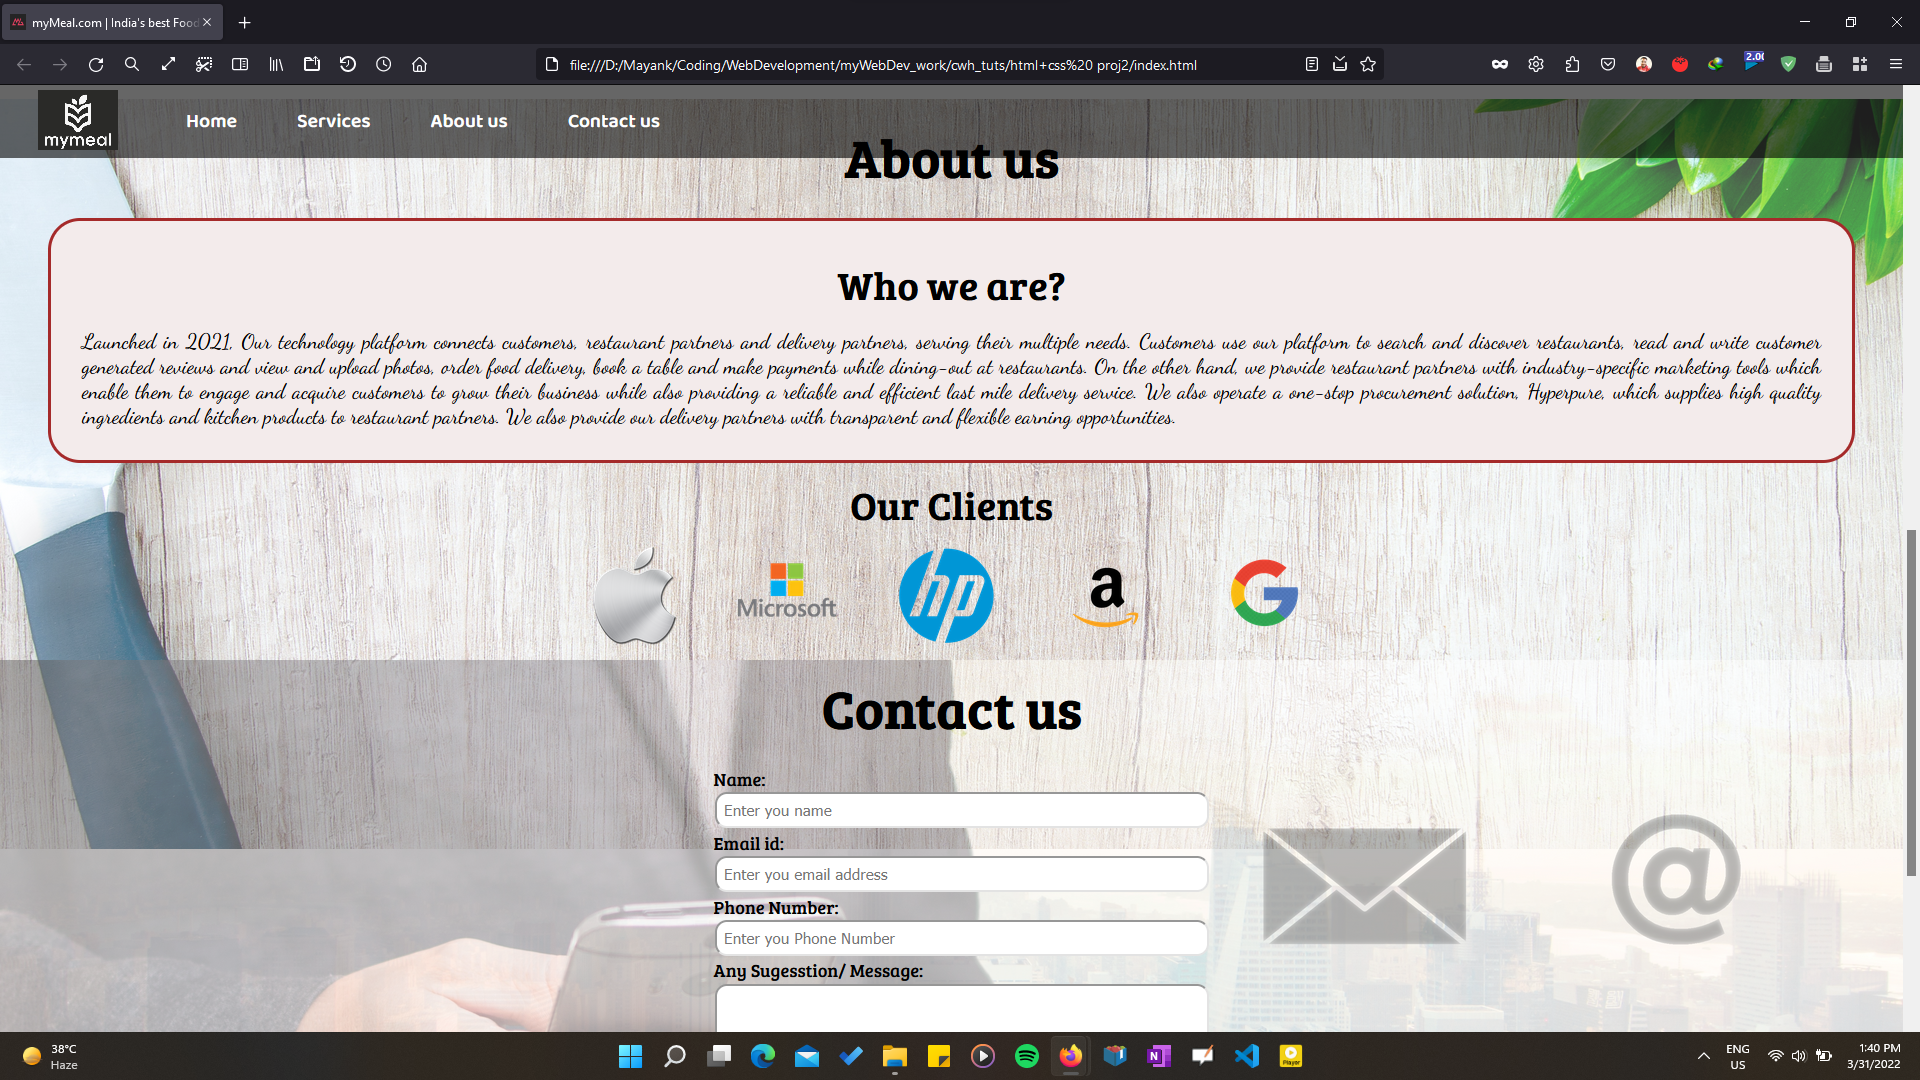 myMeal.com | India's best Food
file:///D:/Mayank/Coding/WebDevelopment/myWebDev_work/cwh_tuts/html+css%20 proj2/index.html
2.0
mymeal
Home
Services
About us
Contact us
About us
Who we are?
Launched in 2021, Our technology platform connects customers, restaurant partners and delivery partners, serving their multiple needs. Customers use our platform to search and discover restaurants, read and write customer
generated reviews and view and upload photos, order food delivery, book a table and make payments while dining-out at restaurants. On the other hand, we provide restaurant partners with industry-specific marketing tools which
enable them to engage and acquire customers to grow their business while also providing a reliable and efficient last mile delivery service. We also operate a one-stop procurement solution, Hyperpure, which supplies high quality
ingredients and kitchen products to restaurant partners. We also provide our delivery partners with transparent and flexible earning opportunities.
Our Clients
Microsoft
hp
a
G
Contact us
Name:
Enter you name
Email id:
Enter you email address
Phone Number:
Enter you Phone Number
Any Sugesstion/ Message:
@
38°C
Haze
N
Player
ENG
US
1:40 PM
3/31/2022